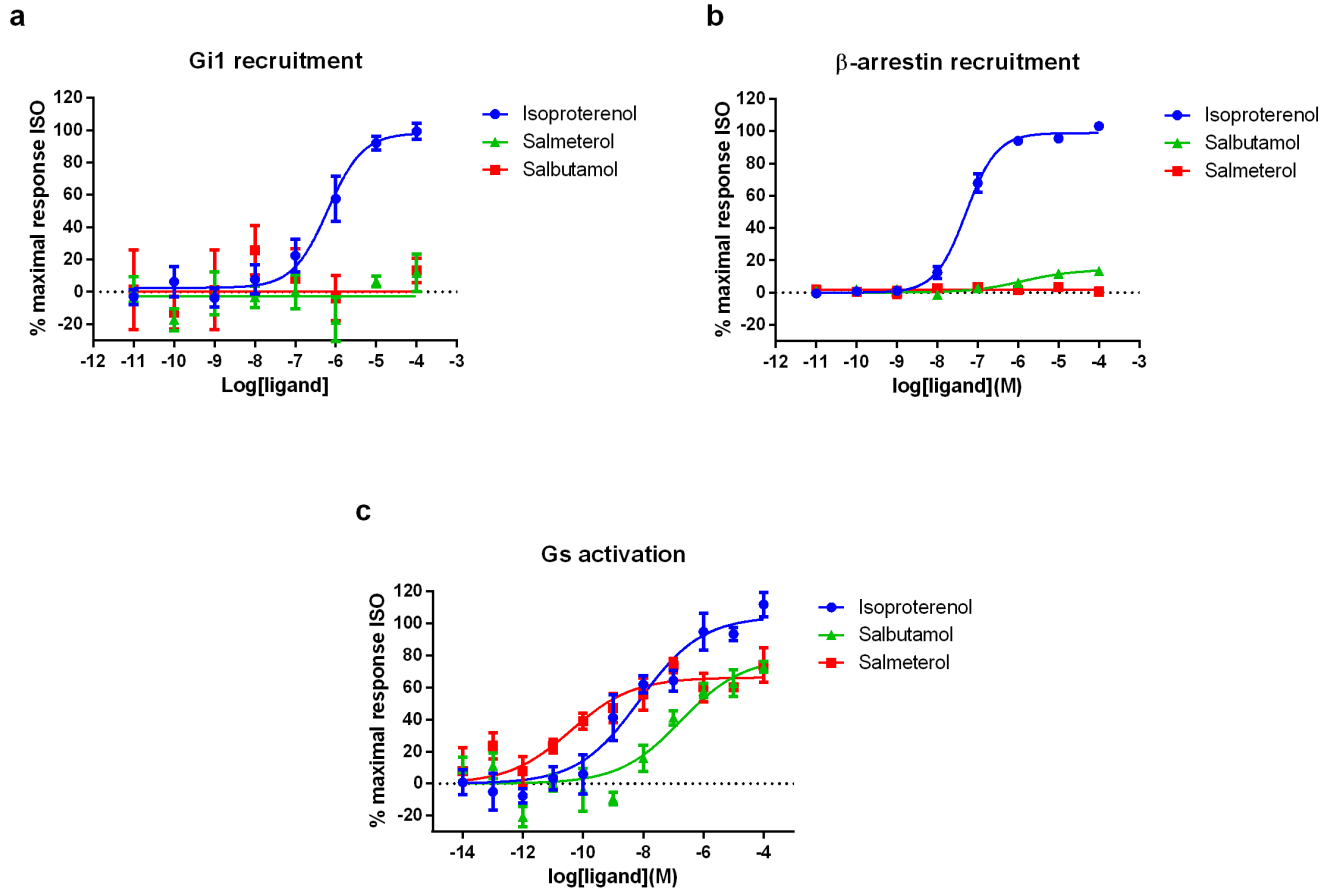 a
Gi1 recruitment
% maximal response ISO
120
100
80
60
40
20
0
-20
-12 -11 -10 -9 -8 -7 -6 -5 -4 -3
Log[ligand]
Isoproterenol
Salmeterol
Salbutamol
b
β-arrestin recruitment
% maximal response ISO
120
100
80
60
40
20
0
-20
-12 -11 -10 -9 -8 -7 -6 -5 -4 -3
log[ligand](M)
Isoproterenol
Salbutamol
Salmeterol
c
Gs activation
% maximal response ISO
120
100
80
60
40
20
0
-20
-14 -12 -10 -8 -6 -4
log[ligand](M)
Isoproterenol
Salbutamol
Salmeterol